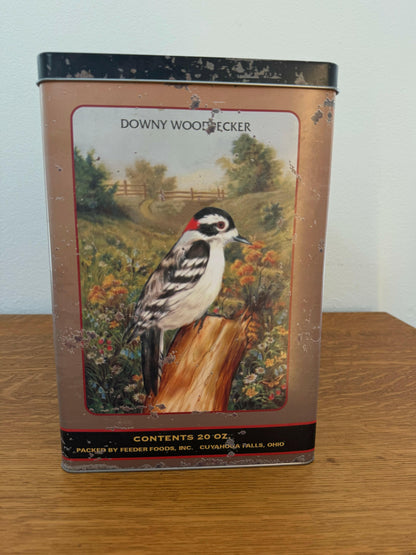 DOWNY WOODPECKER
CONTENTS 20 OZ.
PACKED BY FEEDER FOODS, INC. CUYAHOGA FALLS, OHIO